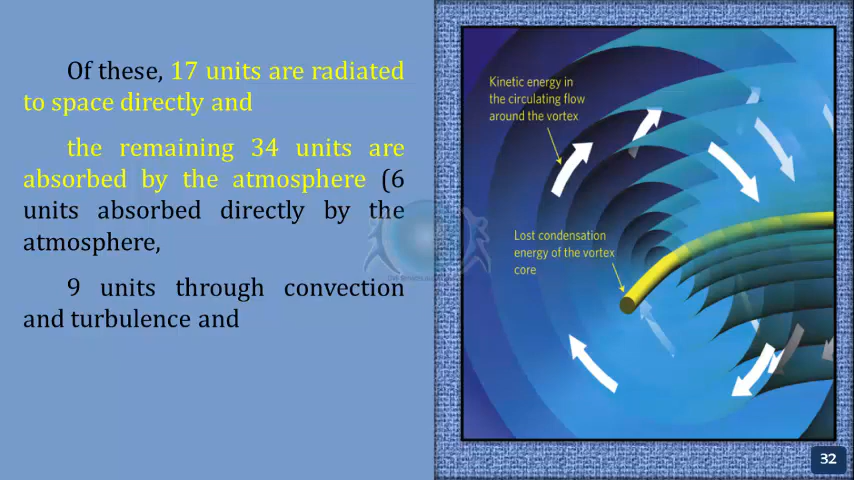 Of these, 17 units are radiated
to space directly and
the remaining 34 units are
absorbed by the atmosphere (6
units absorbed directly by the
atmosphere,
9 units through convection
and turbulence and
Kinetic energy in
the circulating flow
around the vortex
Lost condensation
energy of the vortex
core
32